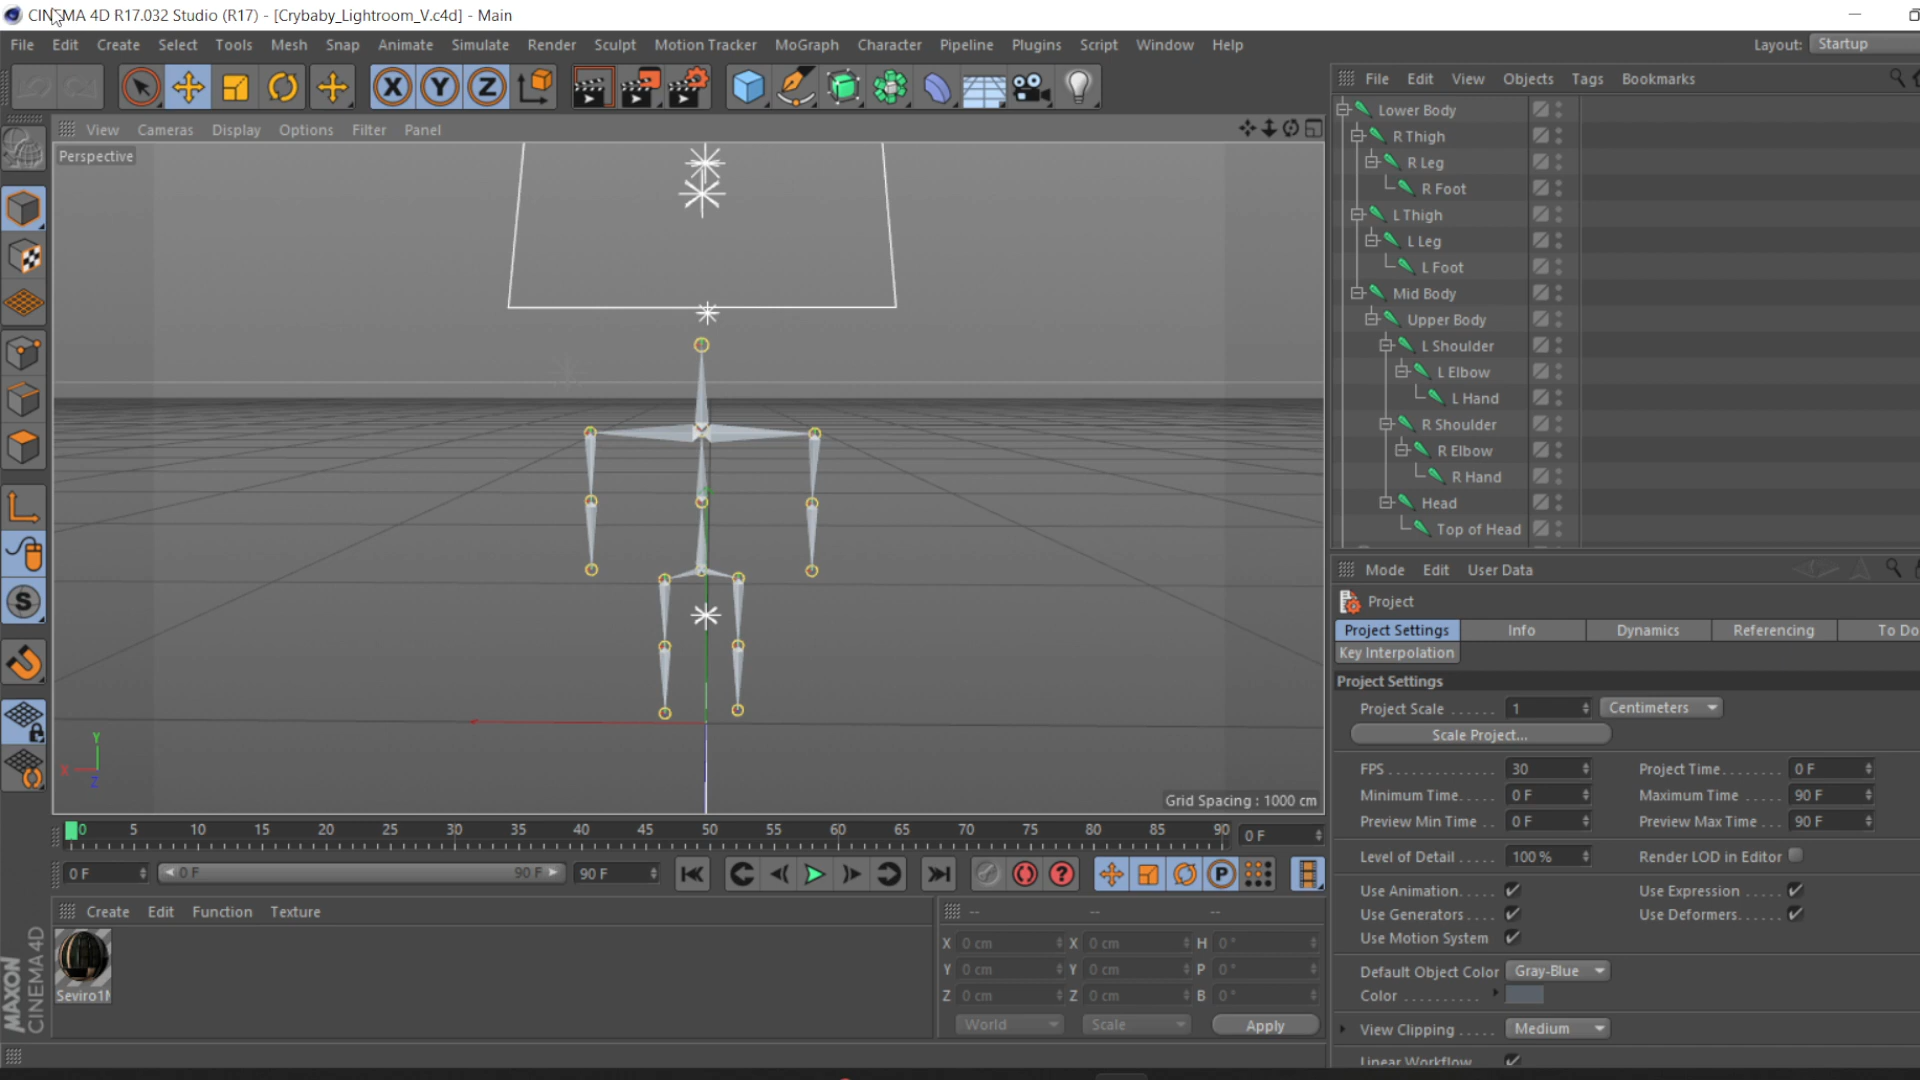 CINEMA 4D R17.032 Studio (R17) - [Crybaby_Lightroom_V.c4d] - Main
File Edit Create Select Tools Mesh Snap Animate Simulate Render Sculpt Motion Tracker MoGraph Character Pipeline Plugins Script Window Help
Layout: Startup
X Y Z
File Edit View Objects Tags Bookmarks
View Cameras Display Options Filter Panel
Perspective
Lower Body
R Thigh
R Leg
R Foot
L Thigh
L Leg
L Foot
Mid Body
Upper Body
L Shoulder
L Elbow
L Hand
R Shoulder
R Elbow
R Hand
Head
Top of Head
S
Y
X
Z
Grid Spacing : 1000 cm
Mode Edit User Data
Project
Project Settings Info Dynamics Referencing To Do
Key Interpolation
Project Settings
Project Scale ...... 1 Centimeters
Scale Project...
FPS............. 30 Project Time........ 0 F
Minimum Time..... 0 F Maximum Time ..... 90 F
Preview Min Time .. 0 F Preview Max Time ... 90 F
Level of Detail ..... 100 % Render LOD in Editor
Use Animation..... Use Expression .....
Use Generators.... Use Deformers......
Use Motion System
Default Object Color Gray-Blue
Color ..........
View Clipping ..... Medium
Linear Workflow
0 5 10 15 20 25 30 35 40 45 50 55 60 65 70 75 80 85 90 0 F
0 F 0 F 90 F 90 F ? P
Create Edit Function Texture
Seviro1
-- -- --
X 0 cm X 0 cm H 0 °
Y 0 cm Y 0 cm P 0 °
Z 0 cm Z 0 cm B 0 °
World Scale Apply
MAXON
CINEMA 4D